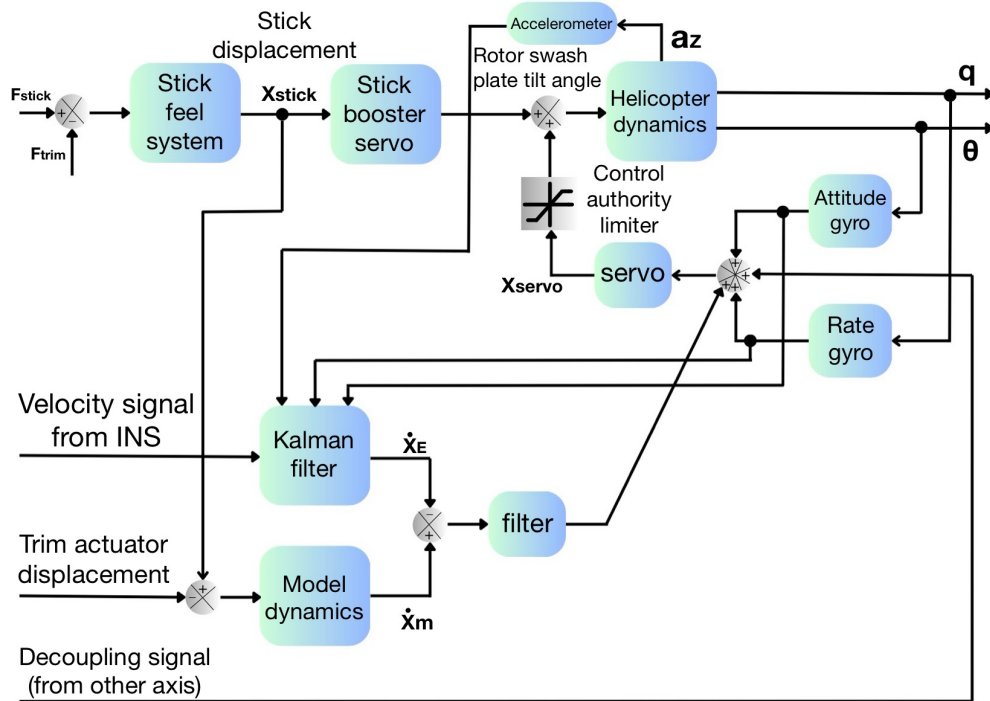 Stick
displacement
Accelerometer
az
Rotor swash
plate tilt angle
q
θ
Fstick
+
−
Ftrim
Stick
feel
system
Xstick
Stick
booster
servo
+
+
Helicopter
dynamics
Control
authority
limiter
Attitude
gyro
Xservo
servo
+
+
+
+
Rate
gyro
Velocity signal
from INS
Kalman
filter
ẊE
−
+
filter
Trim actuator
displacement
+
−
Model
dynamics
Ẋm
Decoupling signal
(from other axis)